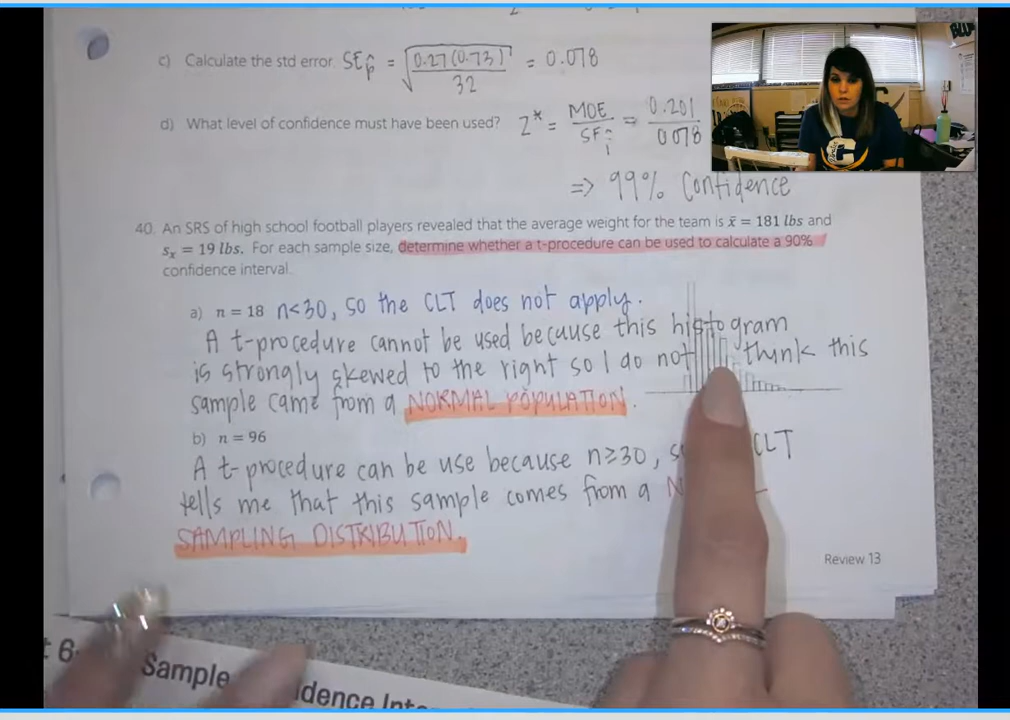 c) Calculate the std error SE_p̂ = √0.27(0.73) / 32 = 0.078
d) What level of confidence must have been used? Z* = MOE / SE_p̂ = 0.201 / 0.078
⇒ 99% Confidence
40. An SRS of high school football players revealed that the average weight for the team is x̄ = 181 lbs and
sₓ = 19 lbs. For each sample size, determine whether a t-procedure can be used to calculate a 90%
confidence interval.
a) n = 18 n<30, so the CLT does not apply.
A t-procedure cannot be used because this histogram
is strongly skewed to the right so I do not think this
sample came from a NORMAL POPULATION.
b) n = 96
A t-procedure can be use because n≥30, CLT
tells me that this sample comes from a
SAMPLING DISTRIBUTION.
Review 13
Sample